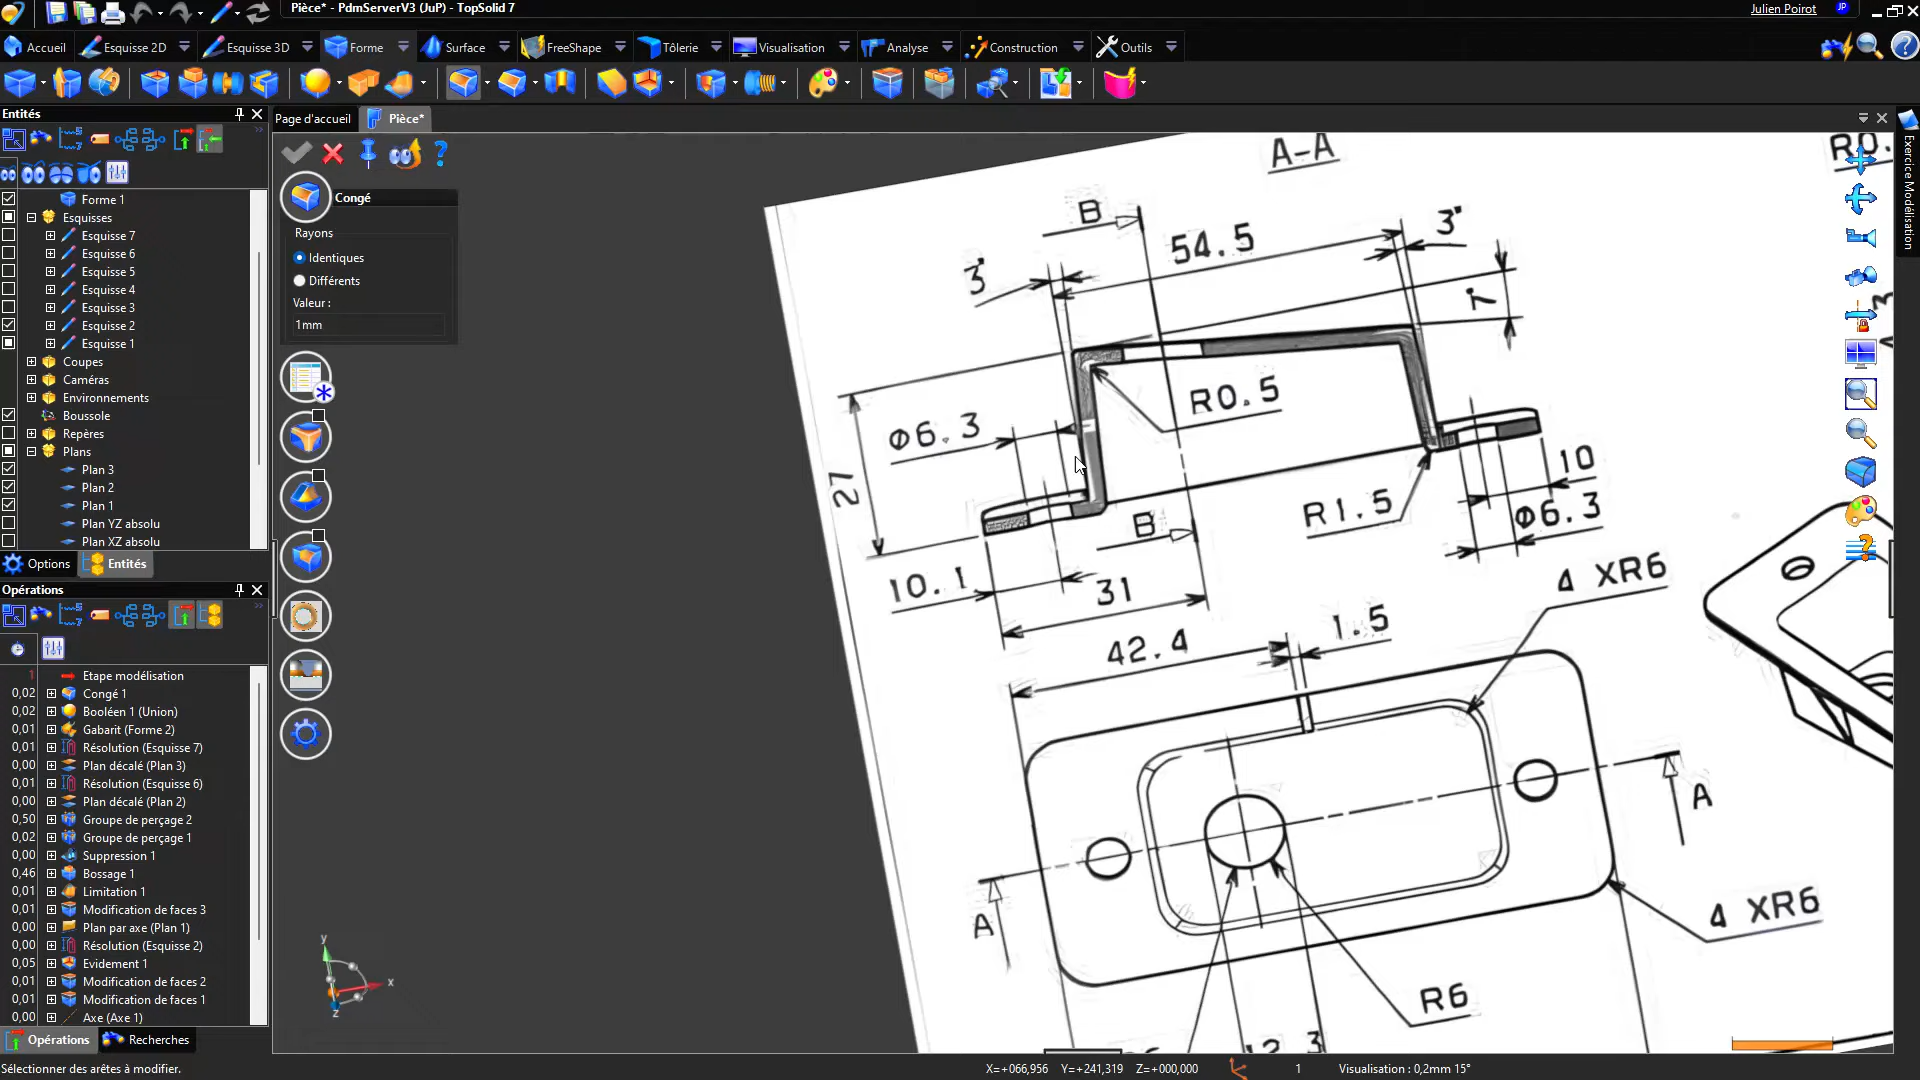 Pièce* - PdmServerV3 (JuP) - TopSolid 7
Julien Poirot
JP
Accueil
Esquisse 2D
Esquisse 3D
Forme
Surface
FreeShape
Tôlerie
Visualisation
Analyse
Construction
Outils
Entités
Page d'accueil
Pièce*
Exercice Modélisation
Forme 1
Esquisses
Esquisse 7
Esquisse 6
Esquisse 5
Esquisse 4
Esquisse 3
Esquisse 2
Esquisse 1
Coupes
Caméras
Environnements
Boussole
Repères
Plans
Plan 3
Plan 2
Plan 1
Plan YZ absolu
Plan XZ absolu
Options
Entités
Congé
Rayons
Identiques
Différents
Valeur :
1mm
Opérations
1 Etape modélisation
0,02 Congé 1
0,02 Booléen 1 (Union)
0,01 Gabarit (Forme 2)
0,01 Résolution (Esquisse 7)
0,00 Plan décalé (Plan 3)
0,01 Résolution (Esquisse 6)
0,00 Plan décalé (Plan 2)
0,50 Groupe de perçage 2
0,02 Groupe de perçage 1
0,00 Suppression 1
0,46 Bossage 1
0,01 Limitation 1
0,01 Modification de faces 3
0,00 Plan par axe (Plan 1)
0,00 Résolution (Esquisse 2)
0,05 Evidement 1
0,01 Modification de faces 2
0,01 Modification de faces 1
0,00 Axe (Axe 1)
Opérations
Recherches
A-A
R0.
B
54.5
3°
3°
R0.5
Φ6.3
27
10
Φ6.3
R1.5
B
10.1
31
4 XR6
1.5
42.4
A
A
4 XR6
R6
y
x
z
Sélectionner des arêtes à modifier.
X=+066,956
Y=+241,319
Z=+000,000
1
Visualisation : 0,2mm 15°